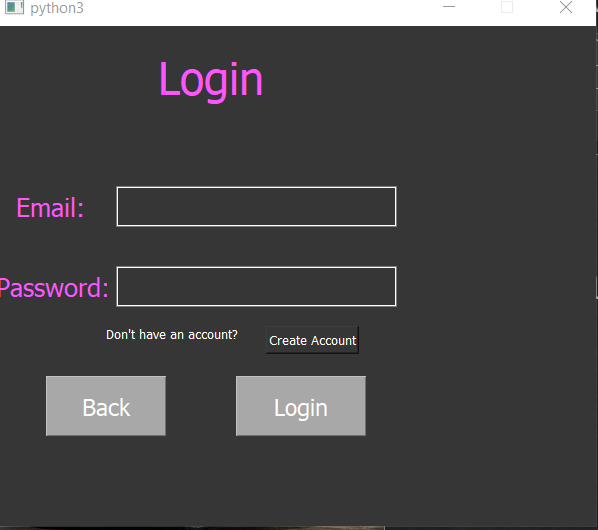 python3
Login
Email:
Password:
Don't have an account? Create Account
Back Login